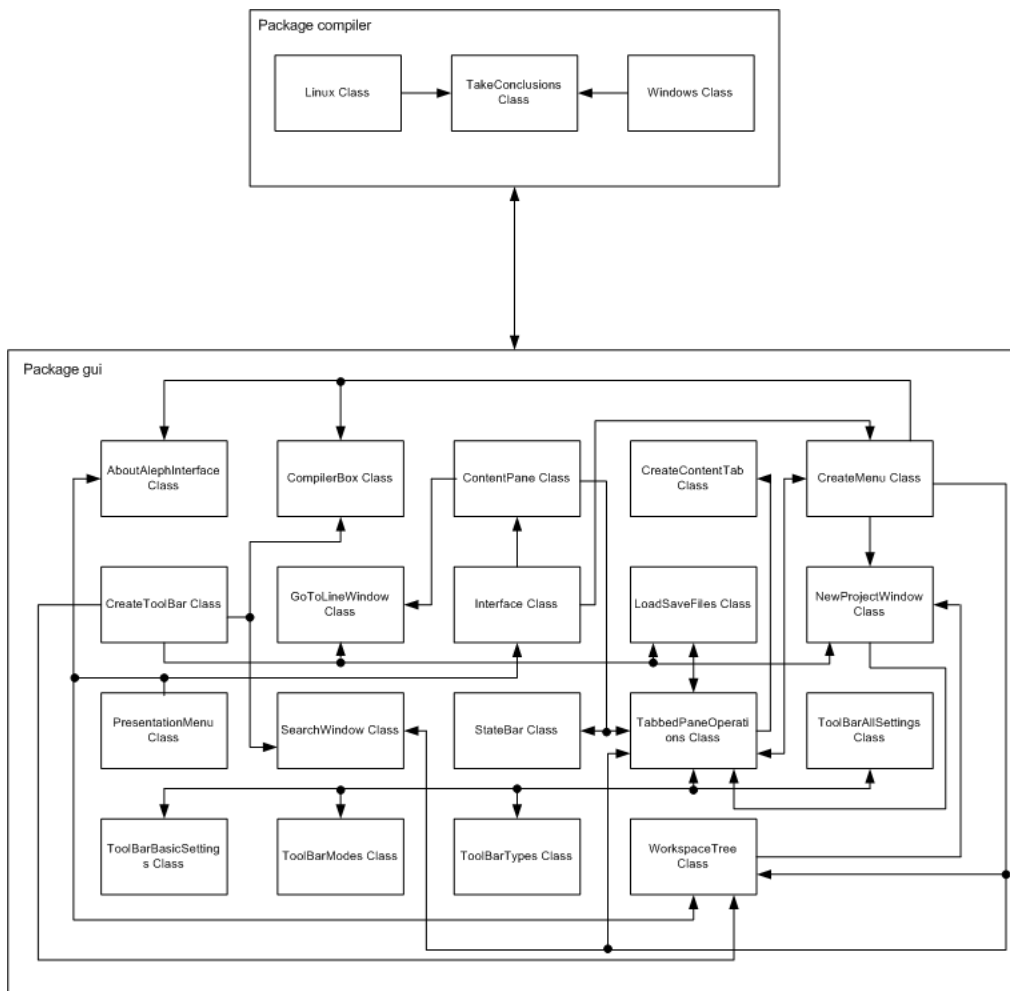 Package compiler
Linux Class
TakeConclusions
Class
Windows Class
Package gui
AboutAlephInterface
Class
CompilerBox Class
ContentPane Class
CreateContentTab
Class
CreateMenu Class
CreateToolBar Class
GoToLineWindow
Class
Interface Class
LoadSaveFiles Class
NewProjectWindow
Class
PresentationMenu
Class
SearchWindow Class
StateBar Class
TabbedPaneOperati
ons Class
ToolBarAllSettings
Class
ToolBarBasicSetting
s Class
ToolBarModes Class
ToolBarTypes Class
WorkspaceTree
Class